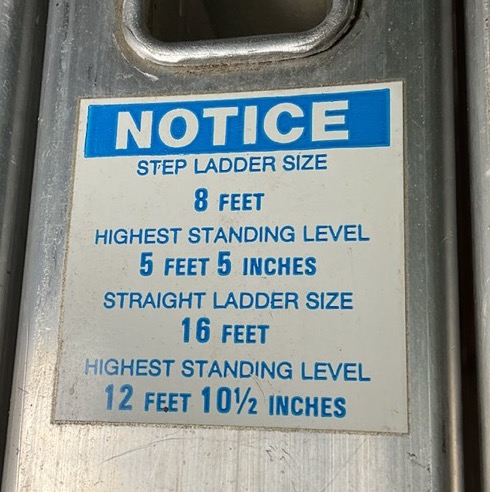 NOTICE
STEP LADDER SIZE
8 FEET
HIGHEST STANDING LEVEL
5 FEET 5 INCHES
STRAIGHT LADDER SIZE
16 FEET
HIGHEST STANDING LEVEL
12 FEET 10½ INCHES